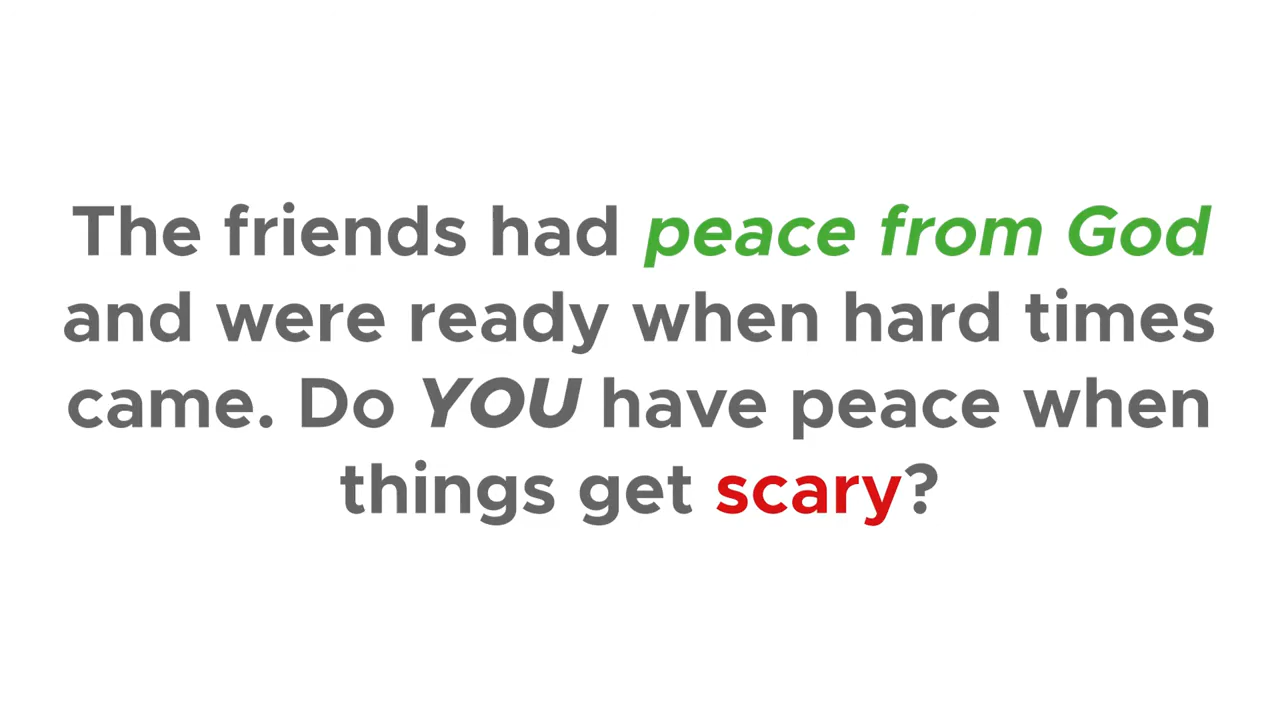 The friends had peace from God
and were ready when hard times
came. Do YOU have peace when
things get scary?